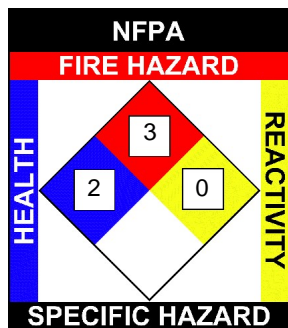 NFPA
FIRE HAZARD
3
HEALTH
2
0
REACTIVITY
SPECIFIC HAZARD